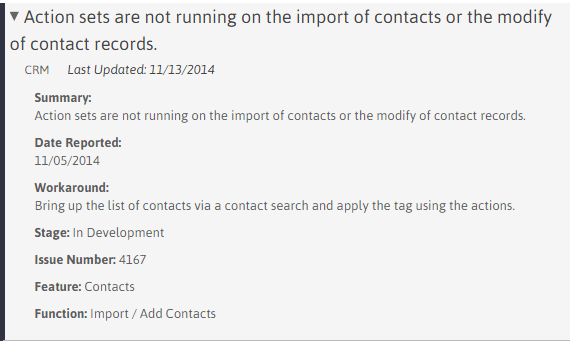 ▼ Action sets are not running on the import of contacts or the modify
of contact records.
CRM Last Updated: 11/13/2014
Summary:
Action sets are not running on the import of contacts or the modify of contact records.
Date Reported:
11/05/2014
Workaround:
Bring up the list of contacts via a contact search and apply the tag using the actions.
Stage: In Development
Issue Number: 4167
Feature: Contacts
Function: Import / Add Contacts